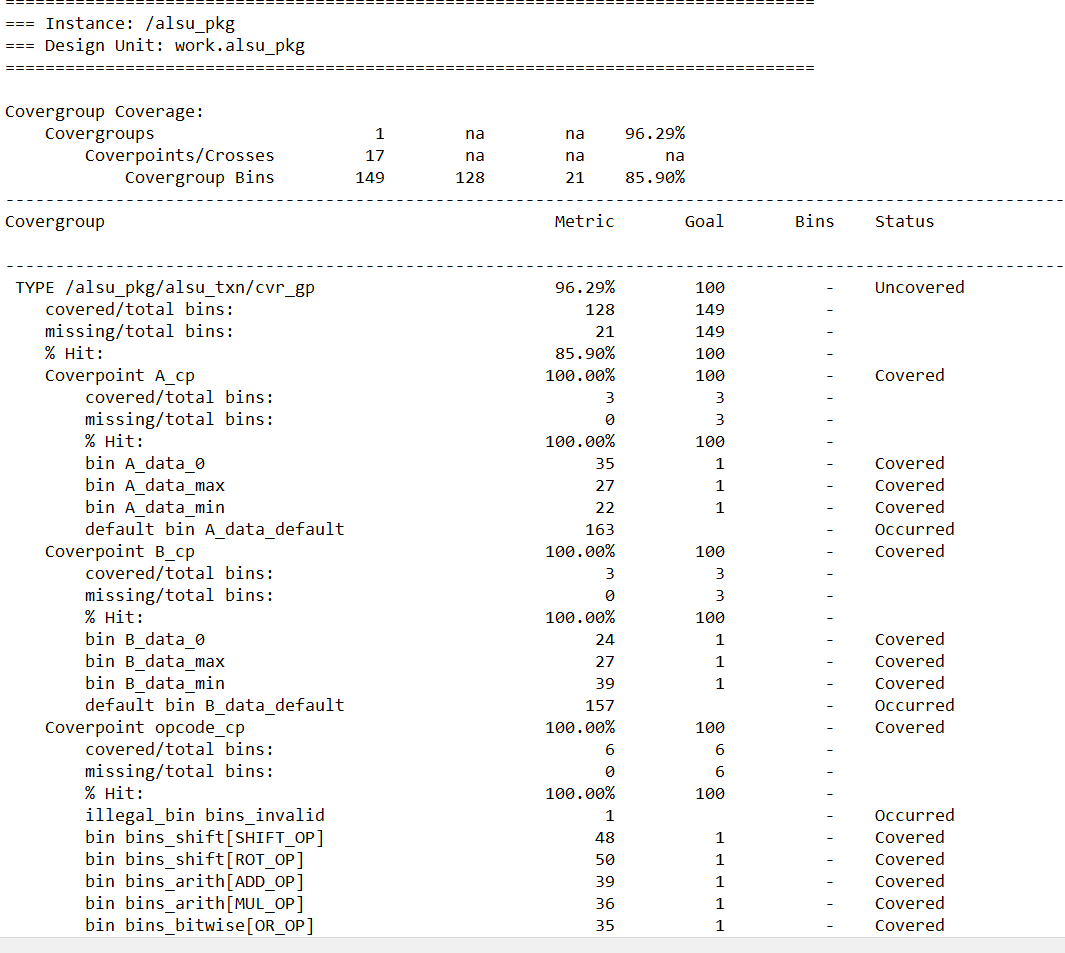 =================================================================================
=== Instance: /alsu_pkg
=== Design Unit: work.alsu_pkg
=================================================================================
Covergroup Coverage:
    Covergroups                      1        na        na    96.29%
        Coverpoints/Crosses         17        na        na        na
            Covergroup Bins        149       128        21    85.90%
----------------------------------------------------------------------------------------------------------
Covergroup                                             Metric       Goal       Bins    Status
----------------------------------------------------------------------------------------------------------
 TYPE /alsu_pkg/alsu_txn/cvr_gp                        96.29%        100          -    Uncovered
    covered/total bins:                                   128        149          -
    missing/total bins:                                    21        149          -
    % Hit:                                             85.90%        100          -
    Coverpoint A_cp                                   100.00%        100          -    Covered
        covered/total bins:                                 3          3          -
        missing/total bins:                                 0          3          -
        % Hit:                                        100.00%        100          -
        bin A_data_0                                       35          1          -    Covered
        bin A_data_max                                     27          1          -    Covered
        bin A_data_min                                     22          1          -    Covered
        default bin A_data_default                        163                     -    Occurred
    Coverpoint B_cp                                   100.00%        100          -    Covered
        covered/total bins:                                 3          3          -
        missing/total bins:                                 0          3          -
        % Hit:                                        100.00%        100          -
        bin B_data_0                                       24          1          -    Covered
        bin B_data_max                                     27          1          -    Covered
        bin B_data_min                                     39          1          -    Covered
        default bin B_data_default                        157                     -    Occurred
    Coverpoint opcode_cp                              100.00%        100          -    Covered
        covered/total bins:                                 6          6          -
        missing/total bins:                                 0          6          -
        % Hit:                                        100.00%        100          -
        illegal_bin bins_invalid                            1                     -    Occurred
        bin bins_shift[SHIFT_OP]                           48          1          -    Covered
        bin bins_shift[ROT_OP]                             50          1          -    Covered
        bin bins_arith[ADD_OP]                             39          1          -    Covered
        bin bins_arith[MUL_OP]                             36          1          -    Covered
        bin bins_bitwise[OR_OP]                            35          1          -    Covered